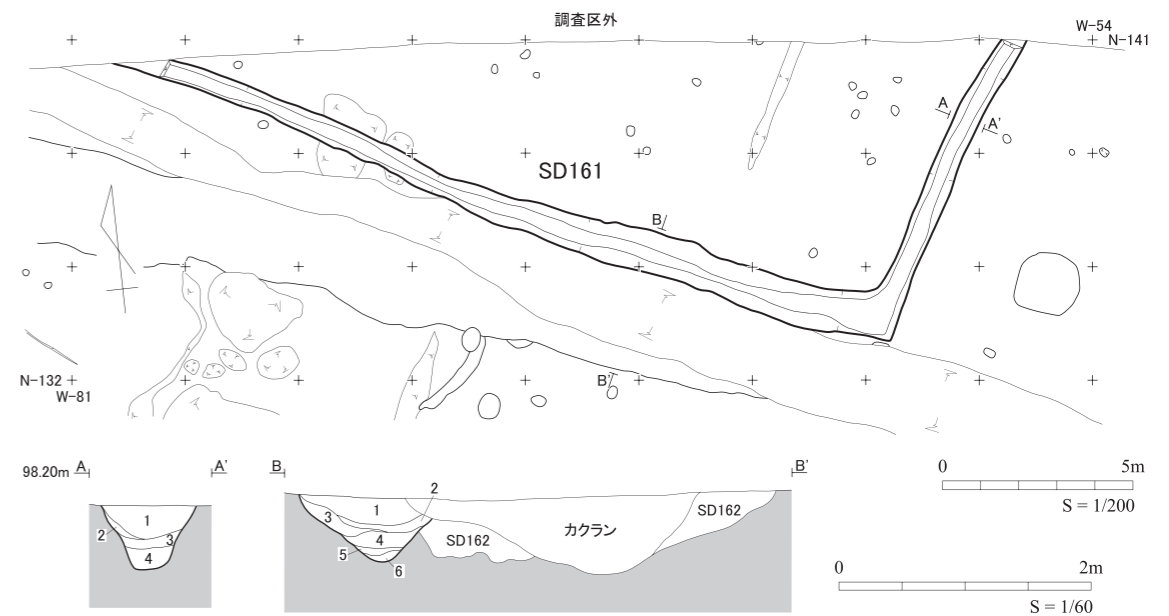 調査区外
W-54
N-141
A
A'
SD161
B
N-132
W-81
B'
98.20m A
A'
B
B'
1
2
3
4
2
1
3
4
5
6
SD162
カクラン
SD162
0 5m
S = 1/200
0 2m
S = 1/60